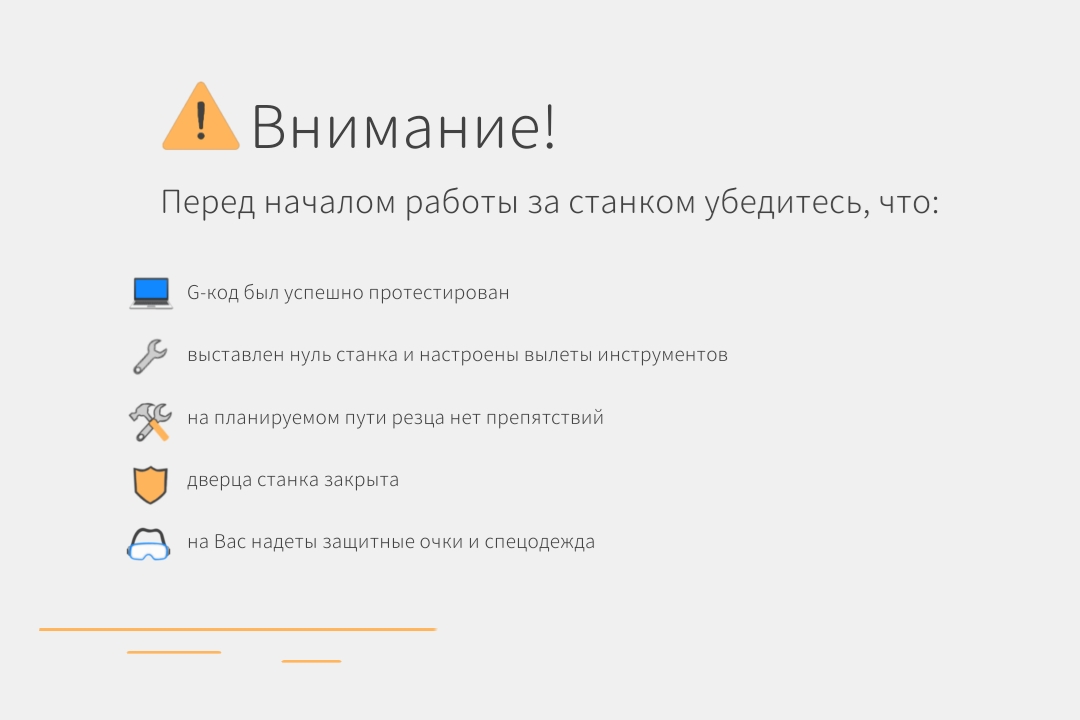 Внимание!
Перед началом работы за станком убедитесь, что:
G-код был успешно протестирован
выставлен нуль станка и настроены вылеты инструментов
на планируемом пути резца нет препятствий
дверца станка закрыта
на Вас надеты защитные очки и спецодежда